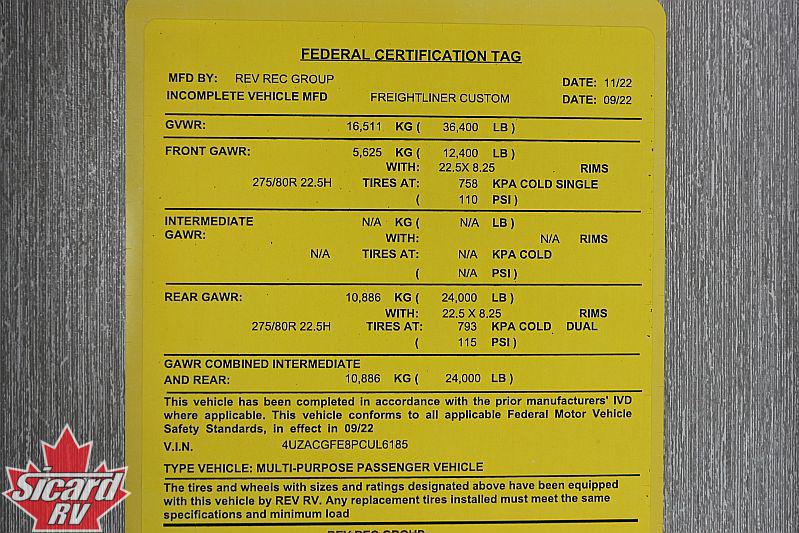 FEDERAL CERTIFICATION TAG
MFD BY: REV REC GROUP DATE: 11/22
INCOMPLETE VEHICLE MFD FREIGHTLINER CUSTOM DATE: 09/22
GVWR: 16,511 KG ( 36,400 LB )
FRONT GAWR: 5,625 KG ( 12,400 LB )
WITH: 22.5X 8.25 RIMS
275/80R 22.5H TIRES AT: 758 KPA COLD SINGLE
( 110 PSI )
INTERMEDIATE N/A KG ( N/A LB )
GAWR: WITH: N/A RIMS
N/A TIRES AT: N/A KPA COLD
( N/A PSI )
REAR GAWR: 10,886 KG ( 24,000 LB )
WITH: 22.5 X 8.25 RIMS
275/80R 22.5H TIRES AT: 793 KPA COLD DUAL
( 115 PSI )
GAWR COMBINED INTERMEDIATE
AND REAR: 10,886 KG ( 24,000 LB )
This vehicle has been completed in accordance with the prior manufacturers' IVD
where applicable. This vehicle conforms to all applicable Federal Motor Vehicle
Safety Standards, in effect in 09/22
V.I.N. 4UZACGFE8PCUL6185
TYPE VEHICLE: MULTI-PURPOSE PASSENGER VEHICLE
The tires and wheels with sizes and ratings designated above have been equipped
with this vehicle by REV RV. Any replacement tires installed must meet the same
specifications and minimum load
REV REC GROUP
Sicard
RV